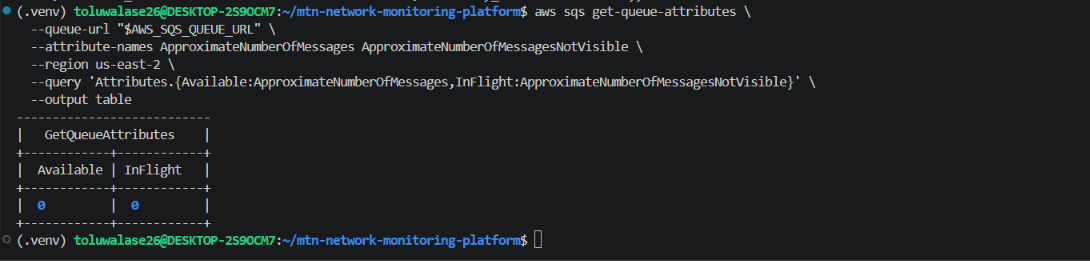 (.venv) toluwalase26@DESKTOP-2S9OCM7:~/mtn-network-monitoring-platform$ aws sqs get-queue-attributes \
  --queue-url "$AWS_SQS_QUEUE_URL" \
  --attribute-names ApproximateNumberOfMessages ApproximateNumberOfMessagesNotVisible \
  --region us-east-2 \
  --query 'Attributes.{Available:ApproximateNumberOfMessages,InFlight:ApproximateNumberOfMessagesNotVisible}' \
  --output table
---------------------------
|   GetQueueAttributes    |
+------------+------------+
|  Available |  InFlight  |
+------------+------------+
|  0         |  0         |
+------------+------------+
(.venv) toluwalase26@DESKTOP-2S9OCM7:~/mtn-network-monitoring-platform$